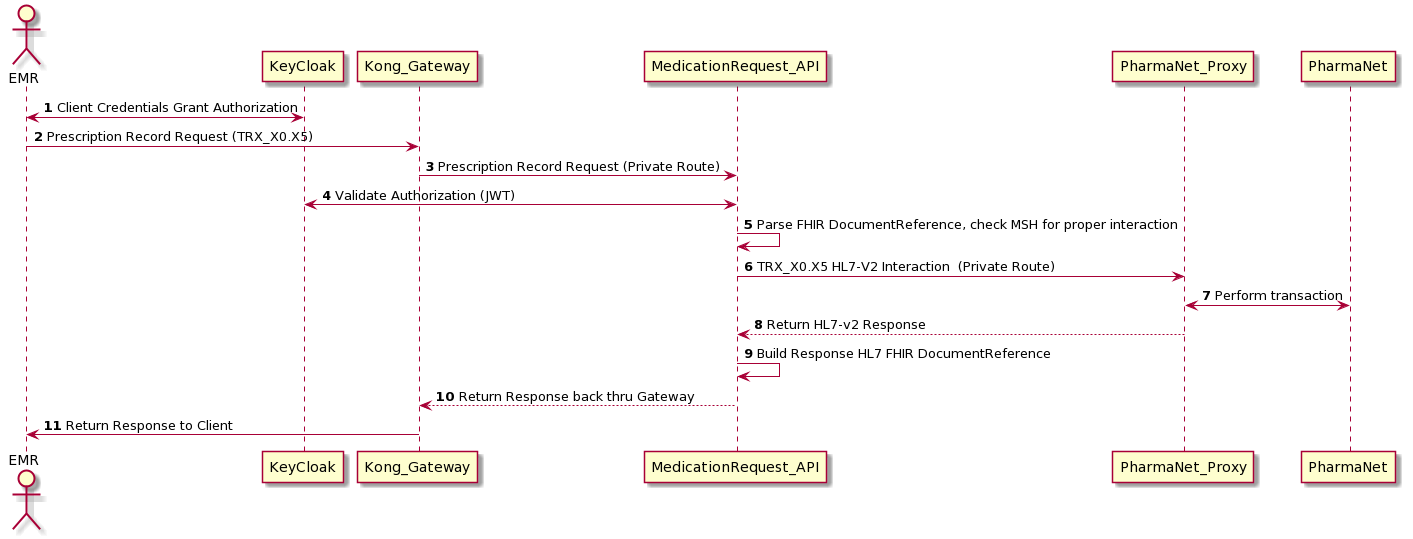 EMR
KeyCloak
Kong_Gateway
MedicationRequest_API
PharmaNet_Proxy
PharmaNet
1 Client Credentials Grant Authorization
2 Prescription Record Request (TRX_X0.X5)
3 Prescription Record Request (Private Route)
4 Validate Authorization (JWT)
5 Parse FHIR DocumentReference, check MSH for proper interaction
6 TRX_X0.X5 HL7-V2 Interaction  (Private Route)
7 Perform transaction
8 Return HL7-v2 Response
9 Build Response HL7 FHIR DocumentReference
10 Return Response back thru Gateway
11 Return Response to Client
EMR
KeyCloak
Kong_Gateway
MedicationRequest_API
PharmaNet_Proxy
PharmaNet